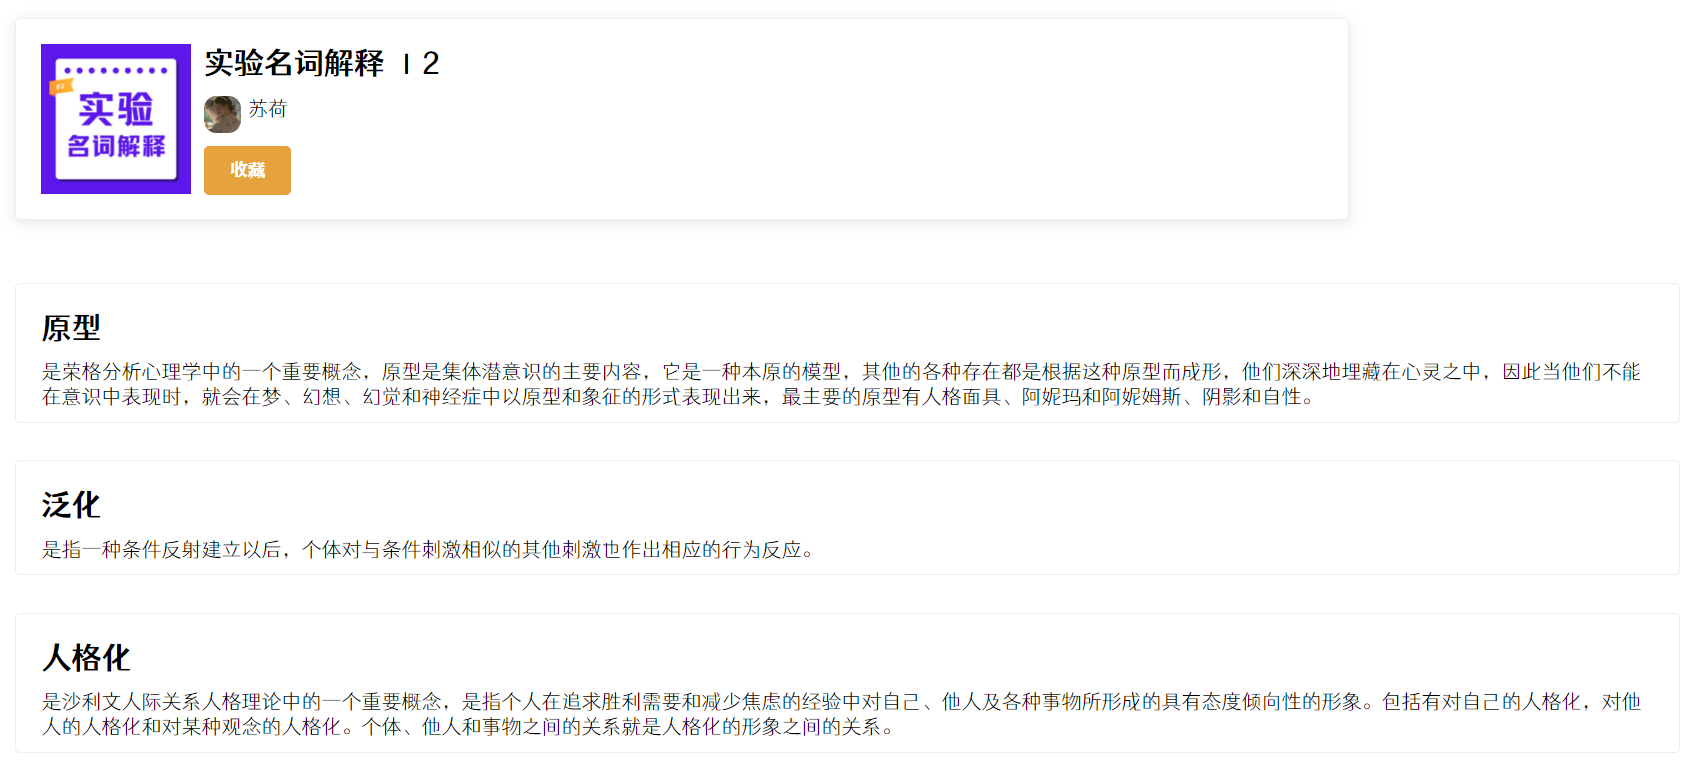 实验名词解释 | 2
03
实验
名词解释
苏荷
收藏
原型
是荣格分析心理学中的一个重要概念，原型是集体潜意识的主要内容，它是一种本原的模型，其他的各种存在都是根据这种原型而成形，他们深深地埋藏在心灵之中，因此当他们不能
在意识中表现时，就会在梦、幻想、幻觉和神经症中以原型和象征的形式表现出来，最主要的原型有人格面具、阿妮玛和阿妮姆斯、阴影和自性。
泛化
是指一种条件反射建立以后，个体对与条件刺激相似的其他刺激也作出相应的行为反应。
人格化
是沙利文人际关系人格理论中的一个重要概念，是指个人在追求胜利需要和减少焦虑的经验中对自己、他人及各种事物所形成的具有态度倾向性的形象。包括有对自己的人格化，对他
人的人格化和对某种观念的人格化。个体、他人和事物之间的关系就是人格化的形象之间的关系。